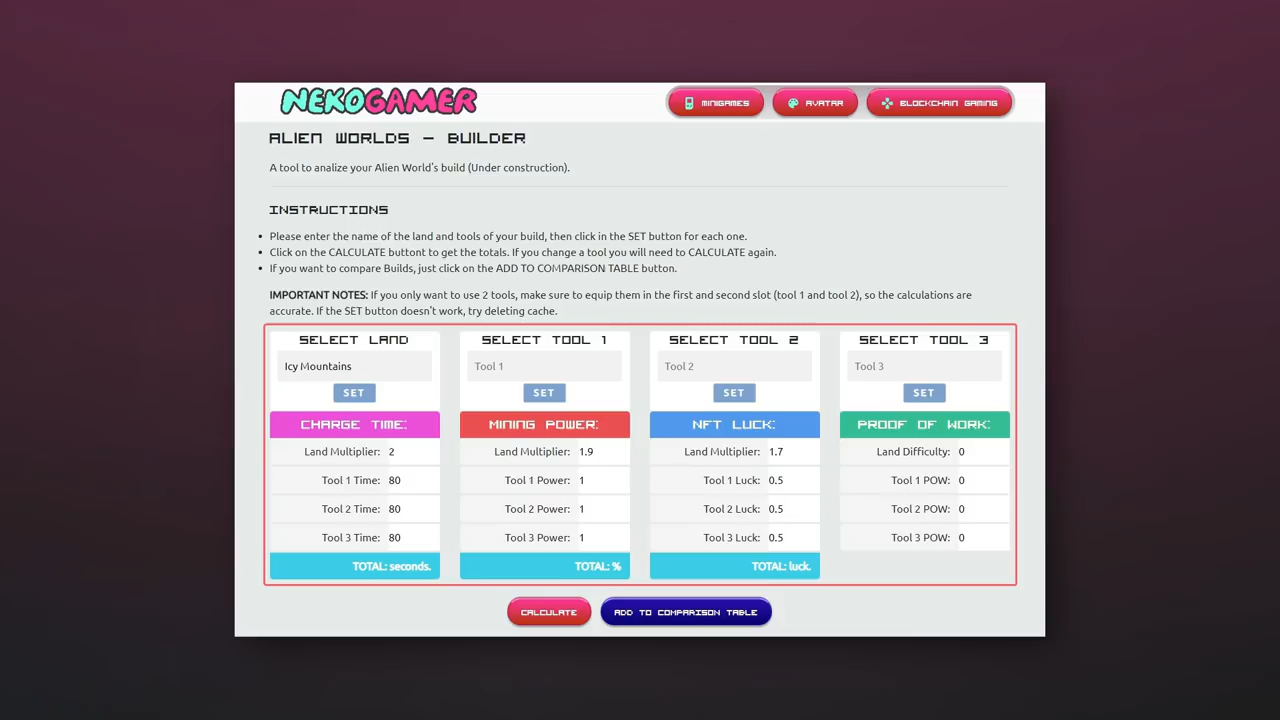 NEKOGAMER
MINIGAMES
AVATAR
BLOCKCHAIN GAMING
ALIEN WORLDS - BUILDER
A tool to analize your Alien World's build (Under construction).
INSTRUCTIONS
Please enter the name of the land and tools of your build, then click in the SET button for each one.
Click on the CALCULATE buttont to get the totals. If you change a tool you will need to CALCULATE again.
If you want to compare Builds, just click on the ADD TO COMPARISON TABLE button.
IMPORTANT NOTES: If you only want to use 2 tools, make sure to equip them in the first and second slot (tool 1 and tool 2), so the calculations are
accurate. If the SET button doesn't work, try deleting cache.
SELECT LAND
Icy Mountains
SET
CHARGE TIME:
Land Multiplier: 2
Tool 1 Time: 80
Tool 2 Time: 80
Tool 3 Time: 80
TOTAL: seconds.
SELECT TOOL 1
Tool 1
SET
MINING POWER:
Land Multiplier: 1.9
Tool 1 Power: 1
Tool 2 Power: 1
Tool 3 Power: 1
TOTAL: %
SELECT TOOL 2
Tool 2
SET
NFT LUCK:
Land Multiplier: 1.7
Tool 1 Luck: 0.5
Tool 2 Luck: 0.5
Tool 3 Luck: 0.5
TOTAL: luck.
SELECT TOOL 3
Tool 3
SET
PROOF OF WORK:
Land Difficulty: 0
Tool 1 POW: 0
Tool 2 POW: 0
Tool 3 POW: 0
CALCULATE
ADD TO COMPARISON TABLE